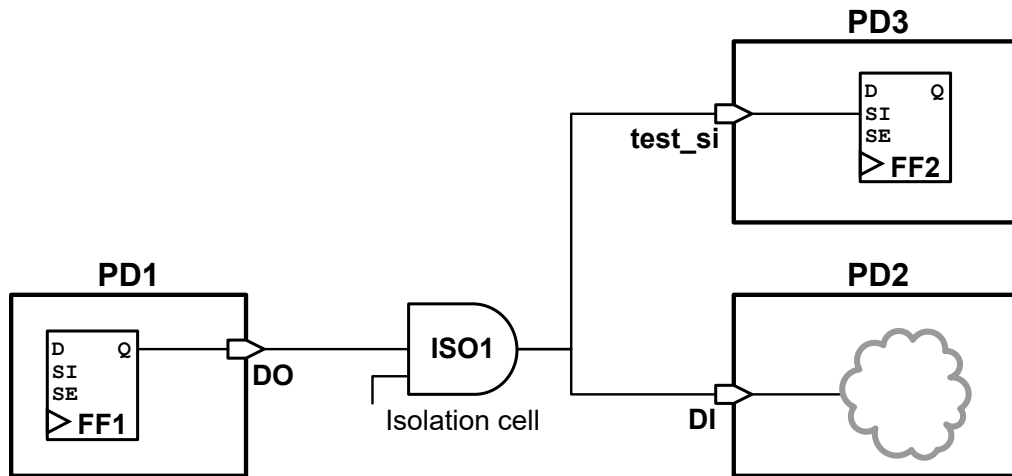 PD3
D Q
SI
SE
FF2
test_si
PD1
PD2
D Q
SI
SE
FF1
DO
ISO1
Isolation cell
DI